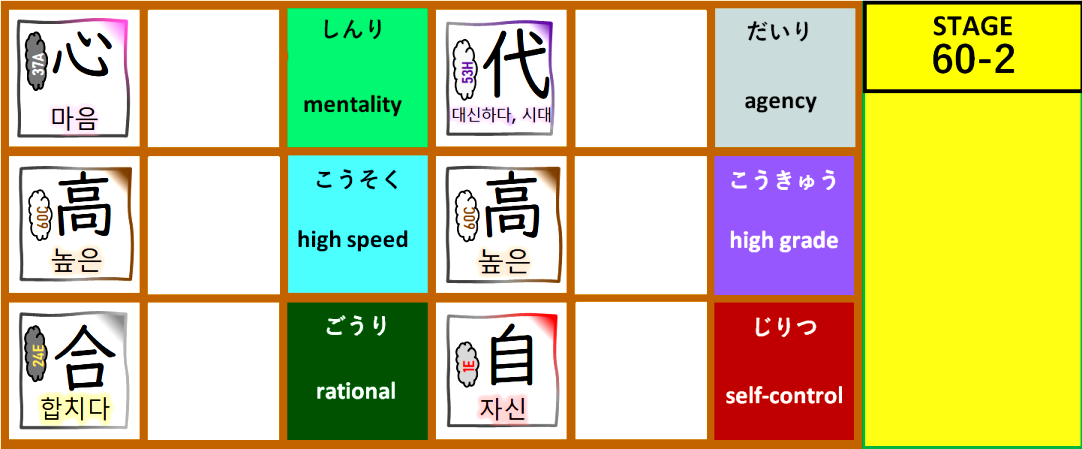 37A
心
마음
しんり
mentality
53H
代
대신하다, 시대
だいり
agency
STAGE
60-2
60C
高
높은
こうそく
high speed
60C
高
높은
こうきゅう
high grade
24E
合
합치다
ごうり
rational
1E
自
자신
じりつ
self-control